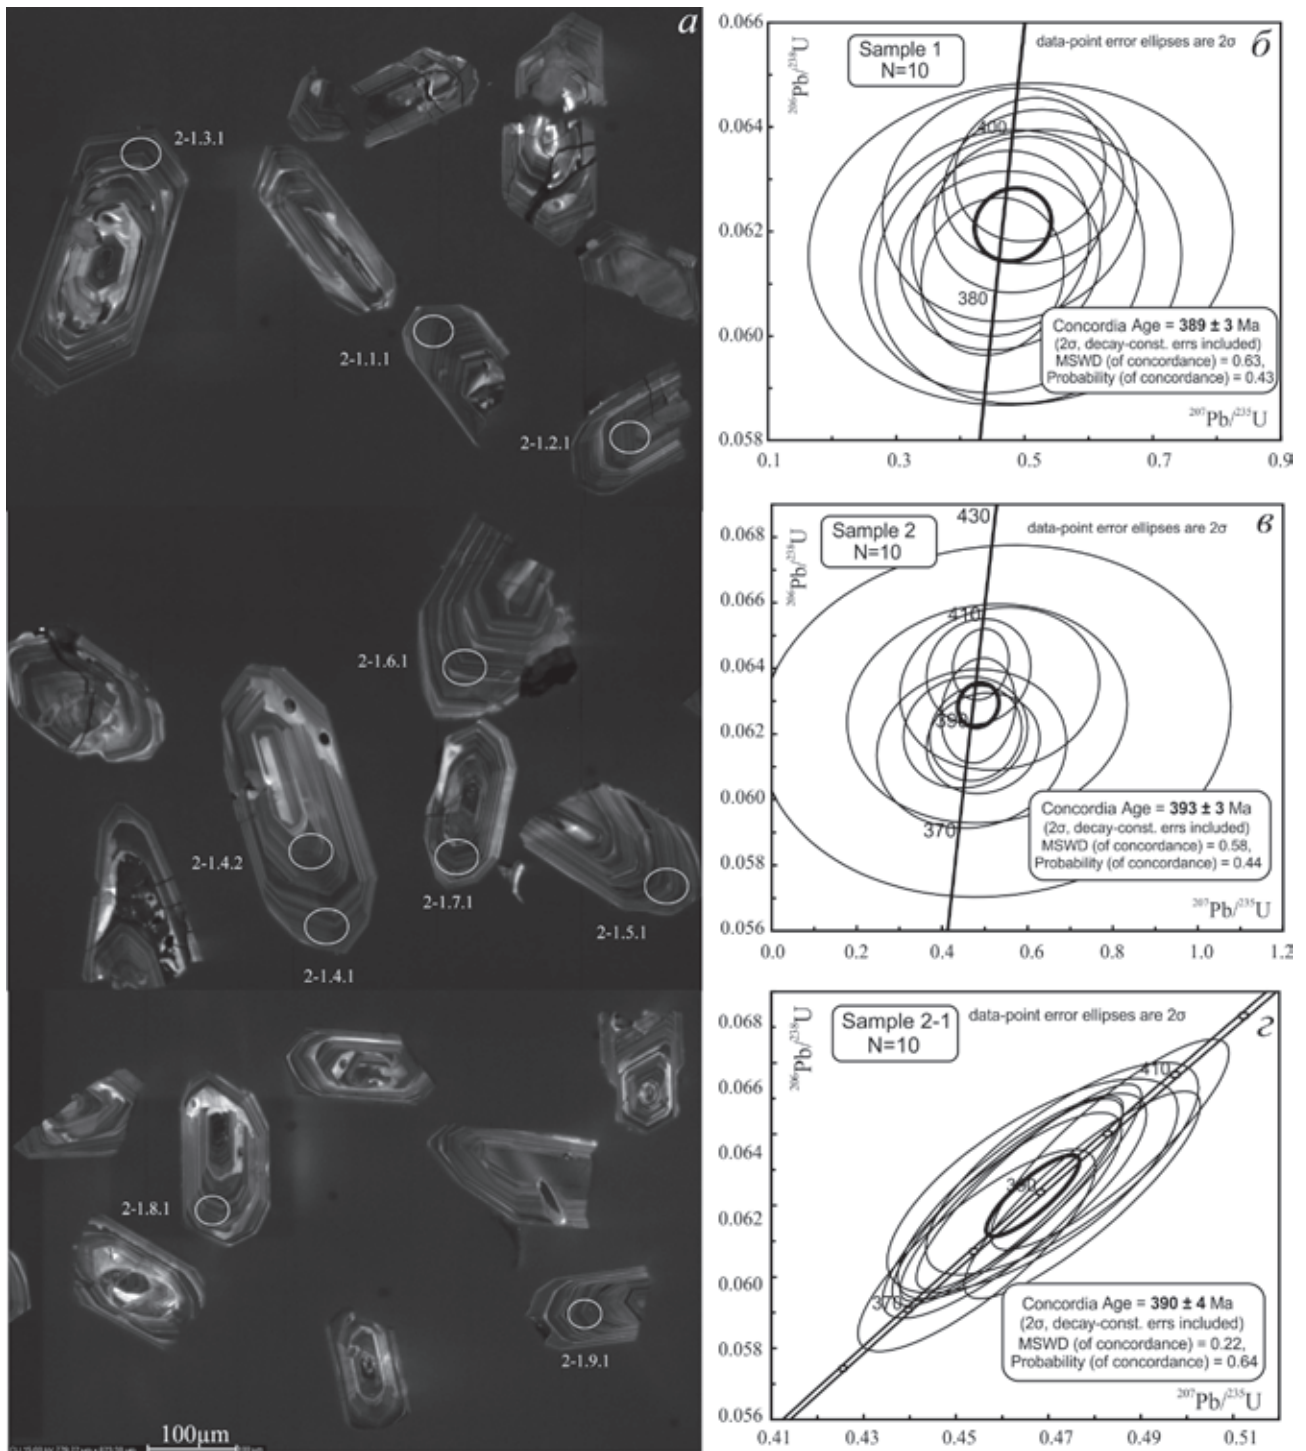 a
2-1.3.1
2-1.1.1
2-1.2.1
2-1.6.1
2-1.4.2
2-1.7.1
2-1.5.1
2-1.4.1
2-1.8.1
2-1.9.1
100μm
б
Sample 1
N=10
data-point error ellipses are 2σ
²⁰⁶Pb/²³⁸U
0.066
0.064
0.062
0.060
0.058
400
380
Concordia Age = 389 ± 3 Ma
(2σ, decay-const. errs included)
MSWD (of concordance) = 0.63,
Probability (of concordance) = 0.43
²⁰⁷Pb/²³⁵U
0.1 0.3 0.5 0.7 0.9
в
Sample 2
N=10
data-point error ellipses are 2σ
²⁰⁶Pb/²³⁸U
0.068
0.066
0.064
0.062
0.060
0.058
0.056
430
410
390
370
Concordia Age = 393 ± 3 Ma
(2σ, decay-const. errs included)
MSWD (of concordance) = 0.58,
Probability (of concordance) = 0.44
²⁰⁷Pb/²³⁵U
0.0 0.2 0.4 0.6 0.8 1.0 1.2
г
Sample 2-1
N=10
data-point error ellipses are 2σ
²⁰⁶Pb/²³⁸U
0.068
0.066
0.064
0.062
0.060
0.058
0.056
410
390
370
Concordia Age = 390 ± 4 Ma
(2σ, decay-const. errs included)
MSWD (of concordance) = 0.22,
Probability (of concordance) = 0.64
²⁰⁷Pb/²³⁵U
0.41 0.43 0.45 0.47 0.49 0.51